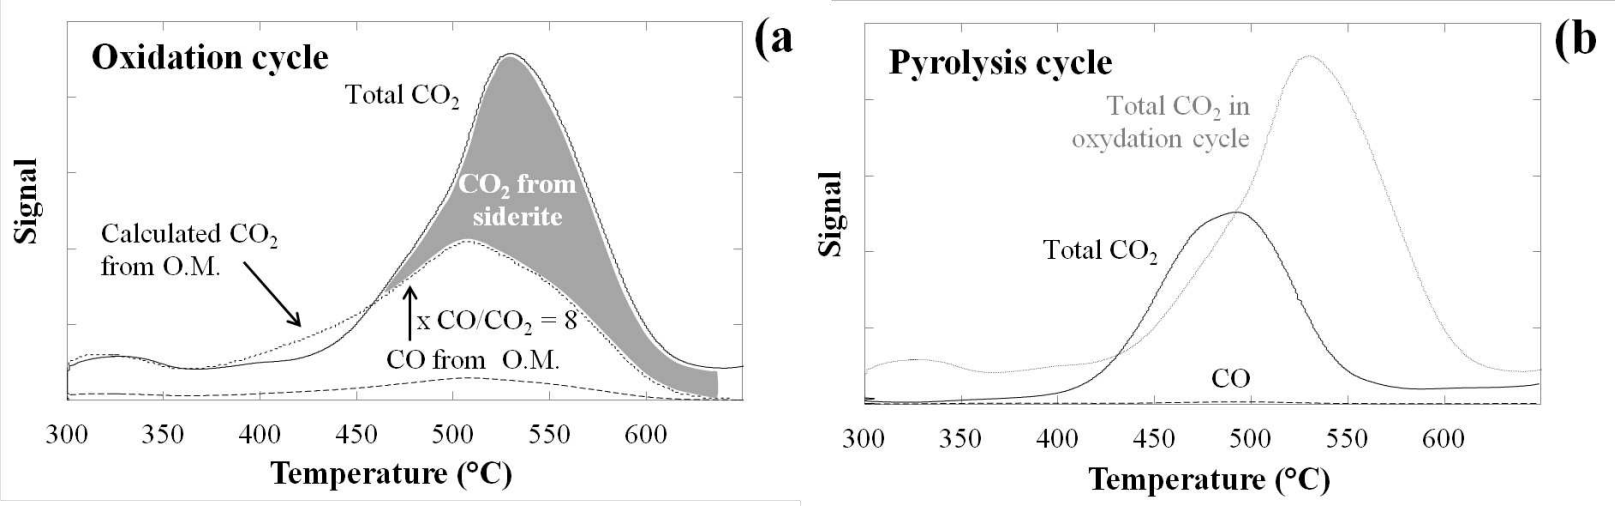 Oxidation cycle
(a
Total CO₂
CO₂ from
siderite
Calculated CO₂
from O.M.
x CO/CO₂ = 8
CO from O.M.
Signal
300 350 400 450 500 550 600
Temperature (°C)
Pyrolysis cycle
(b
Total CO₂ in
oxydation cycle
Total CO₂
CO
Signal
300 350 400 450 500 550 600
Temperature (°C)